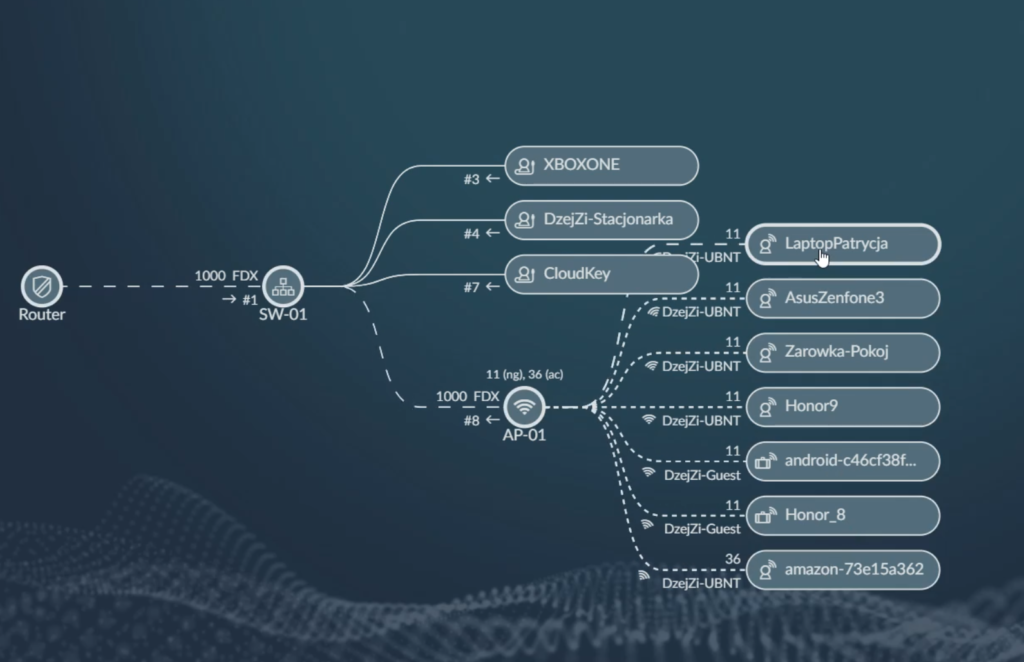 Router
1000 FDX
→ #1
SW-01
XBOXONE
#3 ←
DzejZi-Stacjonarka
#4 ←
CloudKey
#7 ←
11 (ng), 36 (ac)
1000 FDX
#8 ←
AP-01
11
LaptopPatrycja
Zi-UBNT
11
AsusZenfone3
DzejZi-UBNT
11
Zarowka-Pokoj
DzejZi-UBNT
11
Honor9
DzejZi-UBNT
11
android-c46cf38f...
DzejZi-Guest
11
Honor_8
DzejZi-Guest
36
amazon-73e15a362
DzejZi-UBNT